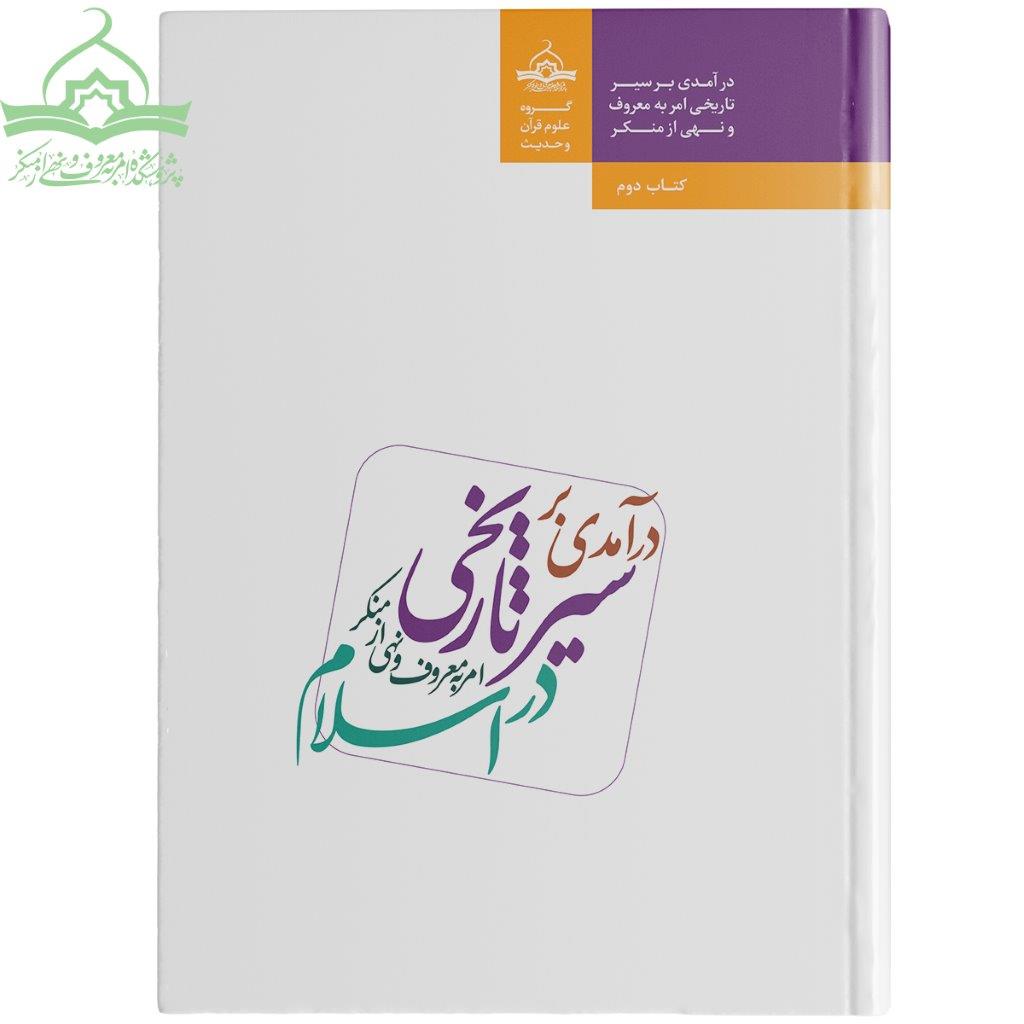 پژوهشکده امر به معروف و نهی از منکر
گروه
علوم قرآن
و حدیث
درآمدی بر سیر
تاریخی امر به معروف
و نهی از منکر
کتاب دوم
درآمدی بر
سیر تاریخی
امر به معروف و نهی از منکر
در اسلام